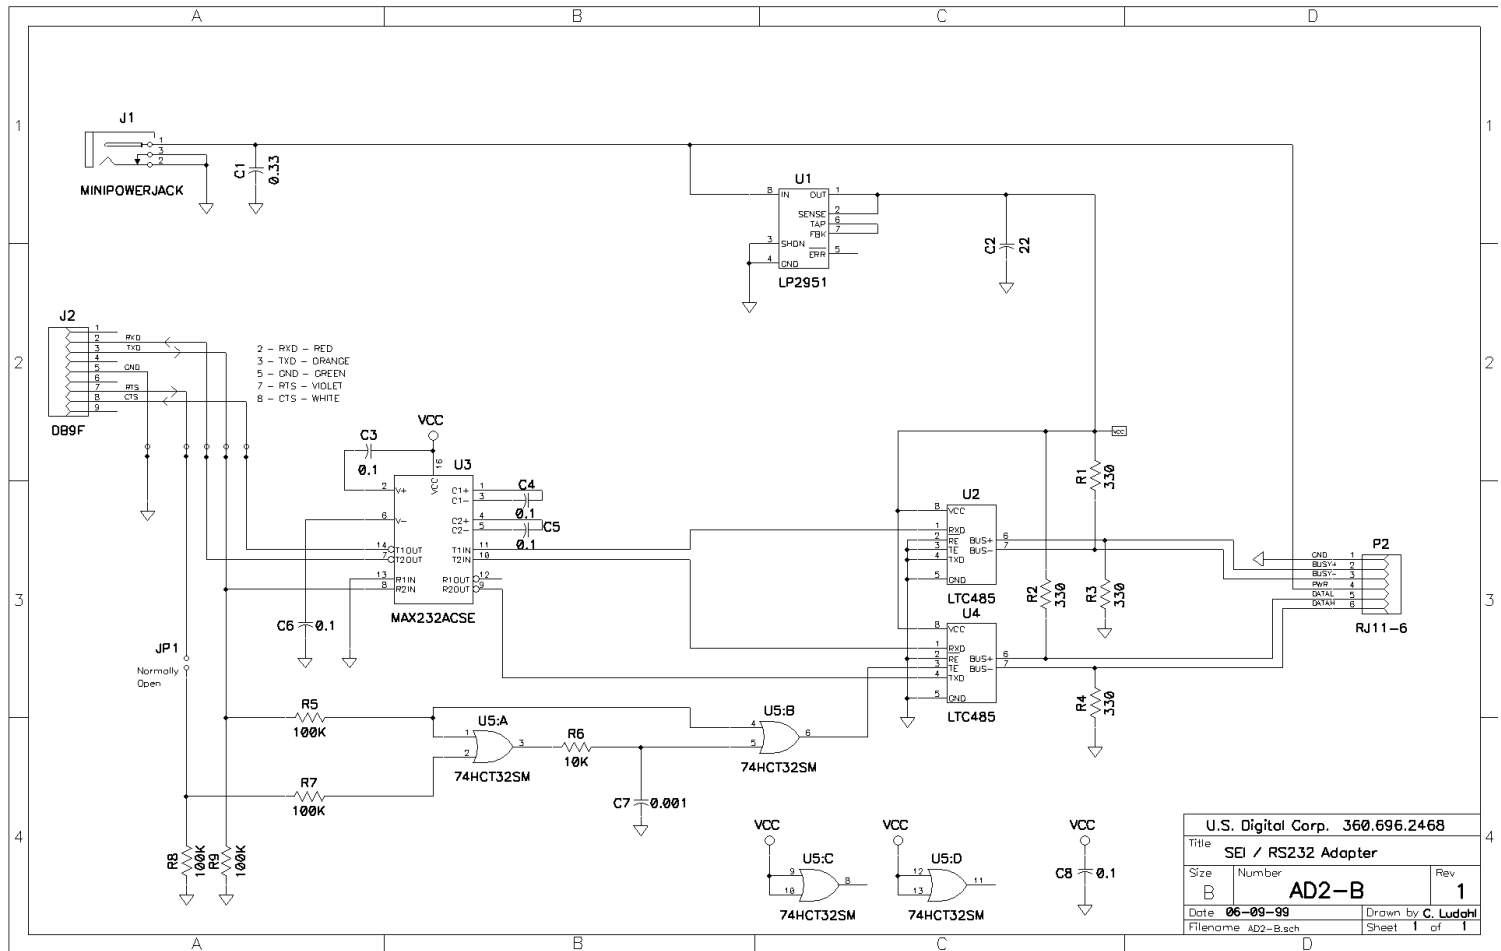 A B C D
1 1
J1
1
3
2
MINIPOWERJACK
C1
0.33
U1
8 IN OUT 1
SENSE 2
TAP 6
FBK 7
3 SHDN
ERR 5
4 GND
LP2951
C2
22
2 2
J2
1
2 RXD
3 TXD
4
5 GND
6
7 RTS
8 CTS
9
DB9F
2 - RXD - RED
3 - TXD - ORANGE
5 - GND - GREEN
7 - RTS - VIOLET
8 - CTS - WHITE
VCC
C3
0.1
U3
16
VCC
2 V+ C1+ 1
C1- 3
6 V- C2+ 4
C2- 5
14 T1OUT T1IN 11
7 T2OUT T2IN 10
13 R1IN R1OUT 12
8 R2IN R2OUT 9
MAX232ACSE
C4
0.1
C5
0.1
C6 0.1
VCC
R1
330
U2
8 VCC
1 RXD
2 RE BUS+ 6
3 TE BUS- 7
4 TXD
5 GND
LTC485
R2
330
R3
330
3 3
P2
GND 1
BUSY+ 2
BUSY- 3
PWR 4
DATAL 5
DATAH 6
RJ11-6
U4
8 VCC
1 RXD
2 RE BUS+ 6
3 TE BUS- 7
4 TXD
5 GND
LTC485
R4
330
JP1
Normally
Open
R5
100K
U5:A
1
2
3
74HCT32SM
R6
10K
U5:B
4
5
6
74HCT32SM
R7
100K
C7 0.001
4 4
R8
100K
R9
100K
VCC
U5:C
9
10
8
74HCT32SM
VCC
U5:D
12
13
11
74HCT32SM
VCC
C8 0.1
U.S. Digital Corp. 360.696.2468
Title
SEI / RS232 Adapter
Size Number Rev
B AD2-B 1
Date 06-09-99 Drawn by C. Ludahl
Filename AD2-B.sch Sheet 1 of 1
A B C D